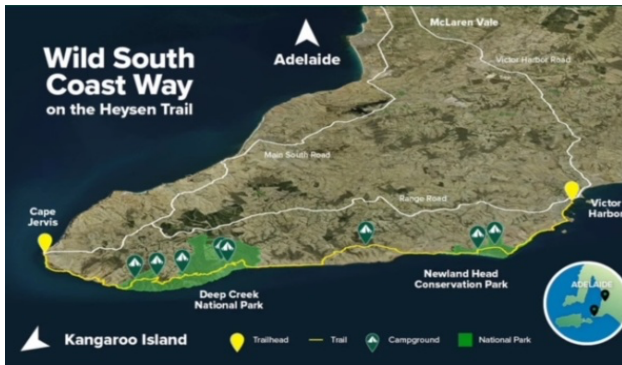 Wild South
Coast Way
on the Heysen Trail
Adelaide
McLaren Vale
Victor Harbor Road
Main South Road
Range Road
Cape
Jervis
Victor
Harbor
Deep Creek
National Park
Newland Head
Conservation Park
ADELAIDE
Kangaroo Island
Trailhead
Trail
Campground
National Park